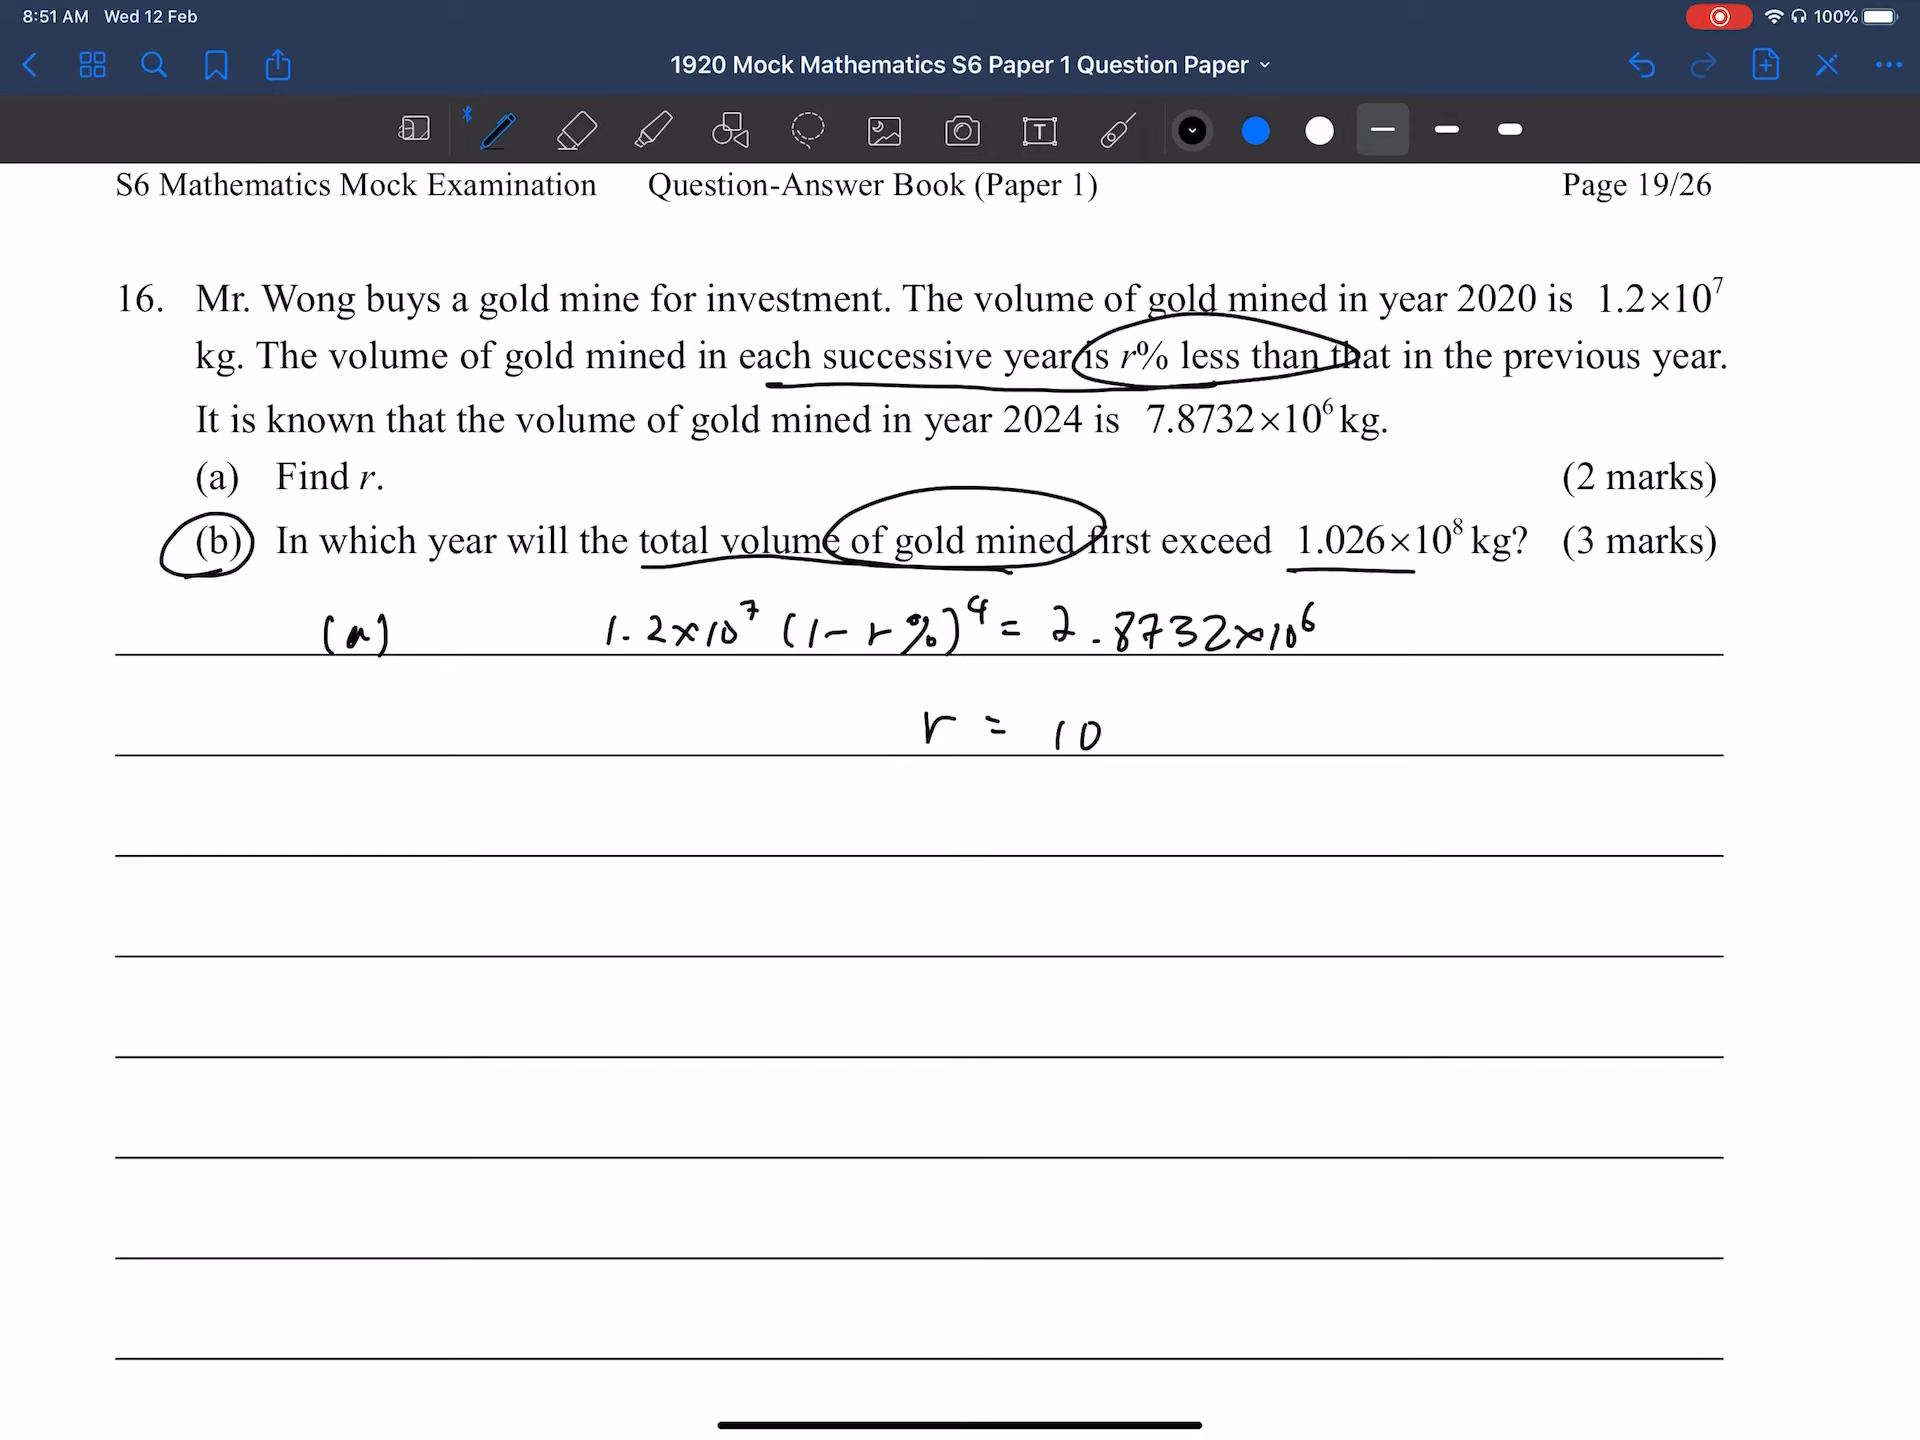 8:51 AM Wed 12 Feb
100%
1920 Mock Mathematics S6 Paper 1 Question Paper
T
S6 Mathematics Mock Examination Question-Answer Book (Paper 1) Page 19/26
16. Mr. Wong buys a gold mine for investment. The volume of gold mined in year 2020 is 1.2×10⁷
kg. The volume of gold mined in each successive year is r% less than that in the previous year.
It is known that the volume of gold mined in year 2024 is 7.8732×10⁶ kg.
(a) Find r. (2 marks)
(b) In which year will the total volume of gold mined first exceed 1.026×10⁸ kg? (3 marks)
(a) 1.2×10⁷ (1- r%)⁴ = 2.8732×10⁶
r = 10